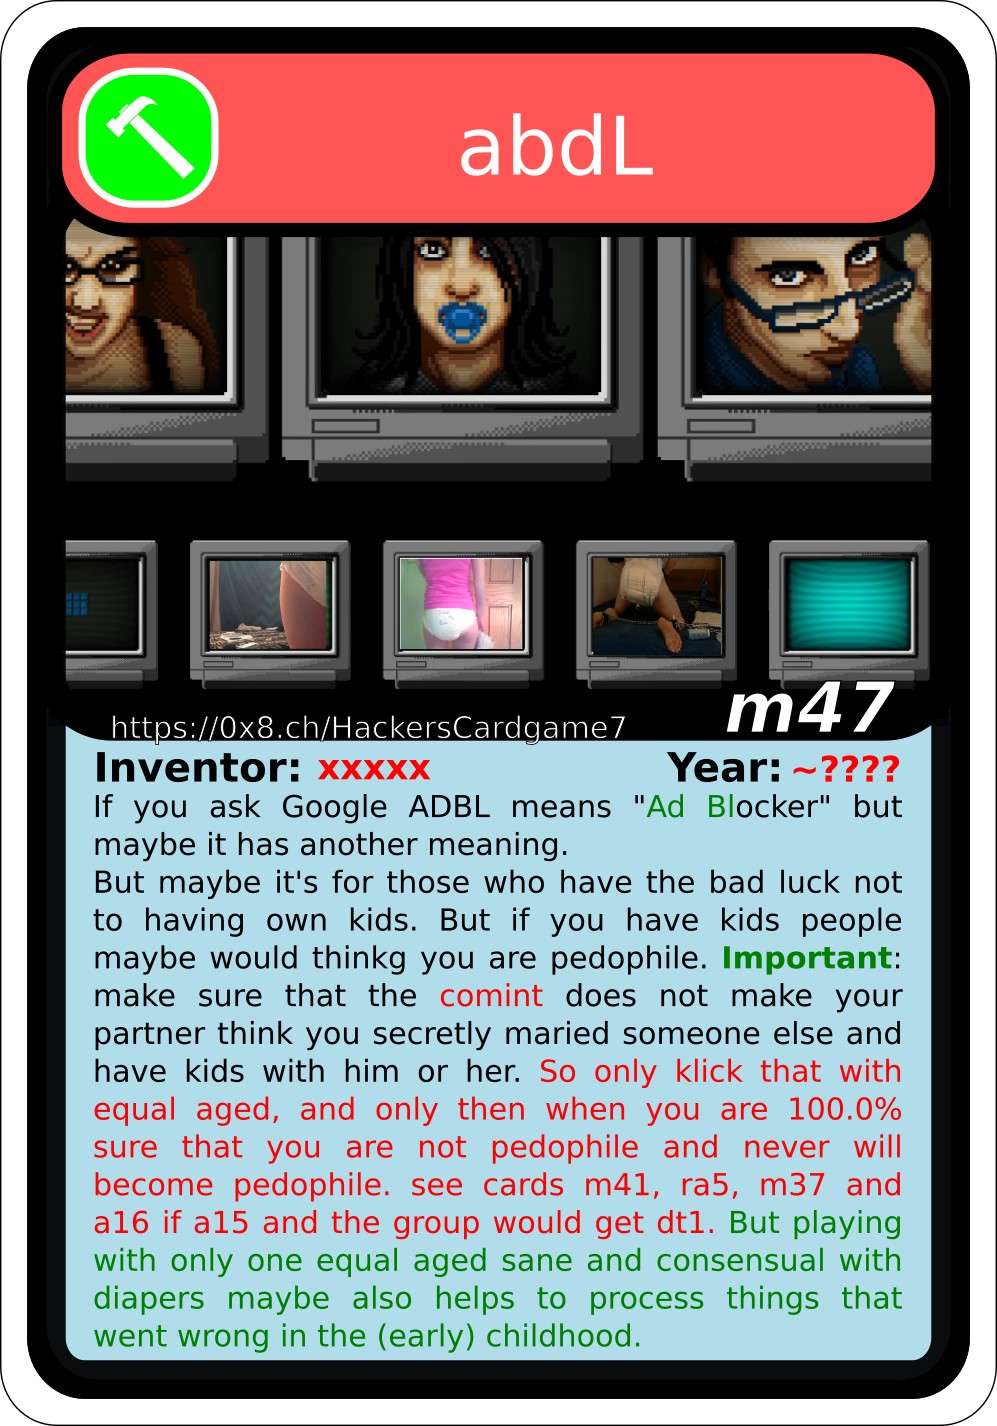 abdL
https://0x8.ch/HackersCardgame7
m47
Inventor: xxxxx Year: ~????
If you ask Google ADBL means "Ad Blocker" but
maybe it has another meaning.
But maybe it's for those who have the bad luck not
to having own kids. But if you have kids people
maybe would thinkg you are pedophile. Important:
make sure that the comint does not make your
partner think you secretly maried someone else and
have kids with him or her. So only klick that with
equal aged, and only then when you are 100.0%
sure that you are not pedophile and never will
become pedophile. see cards m41, ra5, m37 and
a16 if a15 and the group would get dt1. But playing
with only one equal aged sane and consensual with
diapers maybe also helps to process things that
went wrong in the (early) childhood.